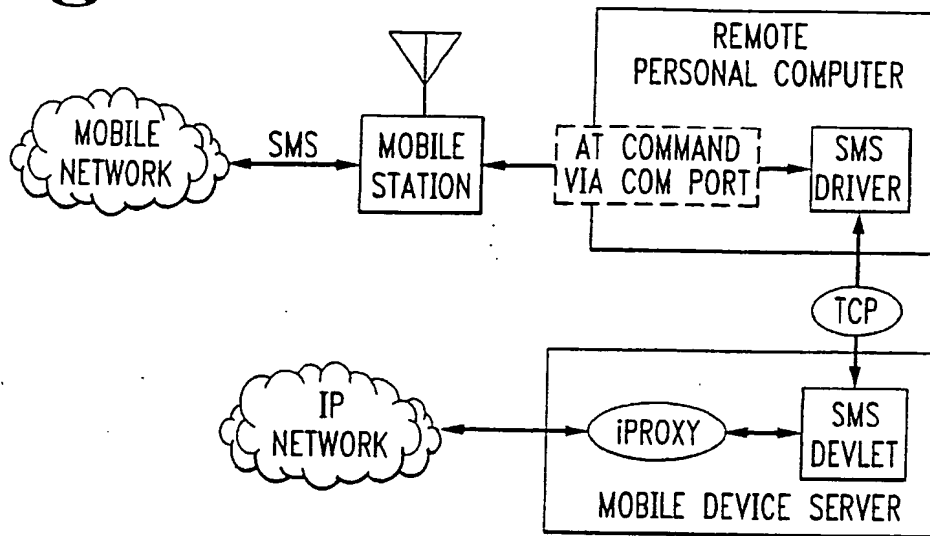 REMOTE
PERSONAL COMPUTER
MOBILE
NETWORK
SMS
MOBILE
STATION
AT COMMAND
VIA COM PORT
SMS
DRIVER
TCP
IP
NETWORK
iPROXY
SMS
DEVLET
MOBILE DEVICE SERVER